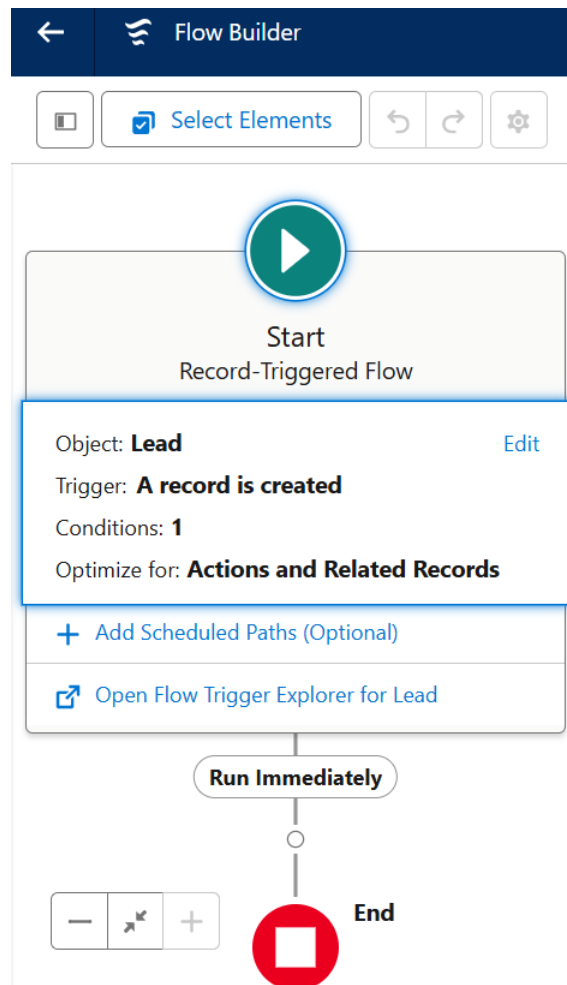 Flow Builder
Select Elements
Start
Record-Triggered Flow
Object: Lead Edit
Trigger: A record is created
Conditions: 1
Optimize for: Actions and Related Records
Add Scheduled Paths (Optional)
Open Flow Trigger Explorer for Lead
Run Immediately
End